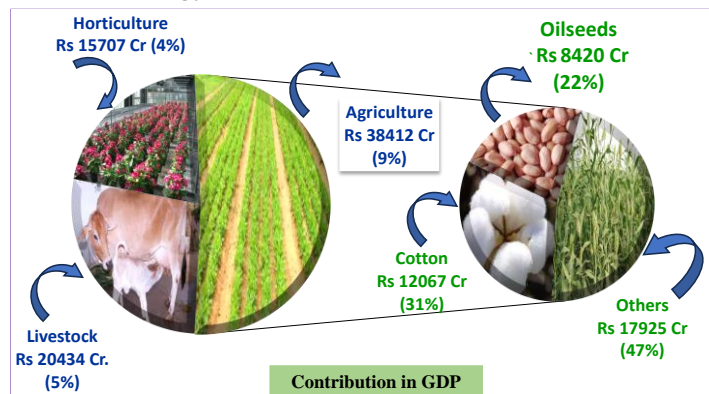 Horticulture
Rs 15707 Cr (4%)
Oilseeds
Rs 8420 Cr
(22%)
Agriculture
Rs 38412 Cr
(9%)
Cotton
Rs 12067 Cr
(31%)
Others
Rs 17925 Cr
(47%)
Livestock
Rs 20434 Cr.
(5%)
Contribution in GDP